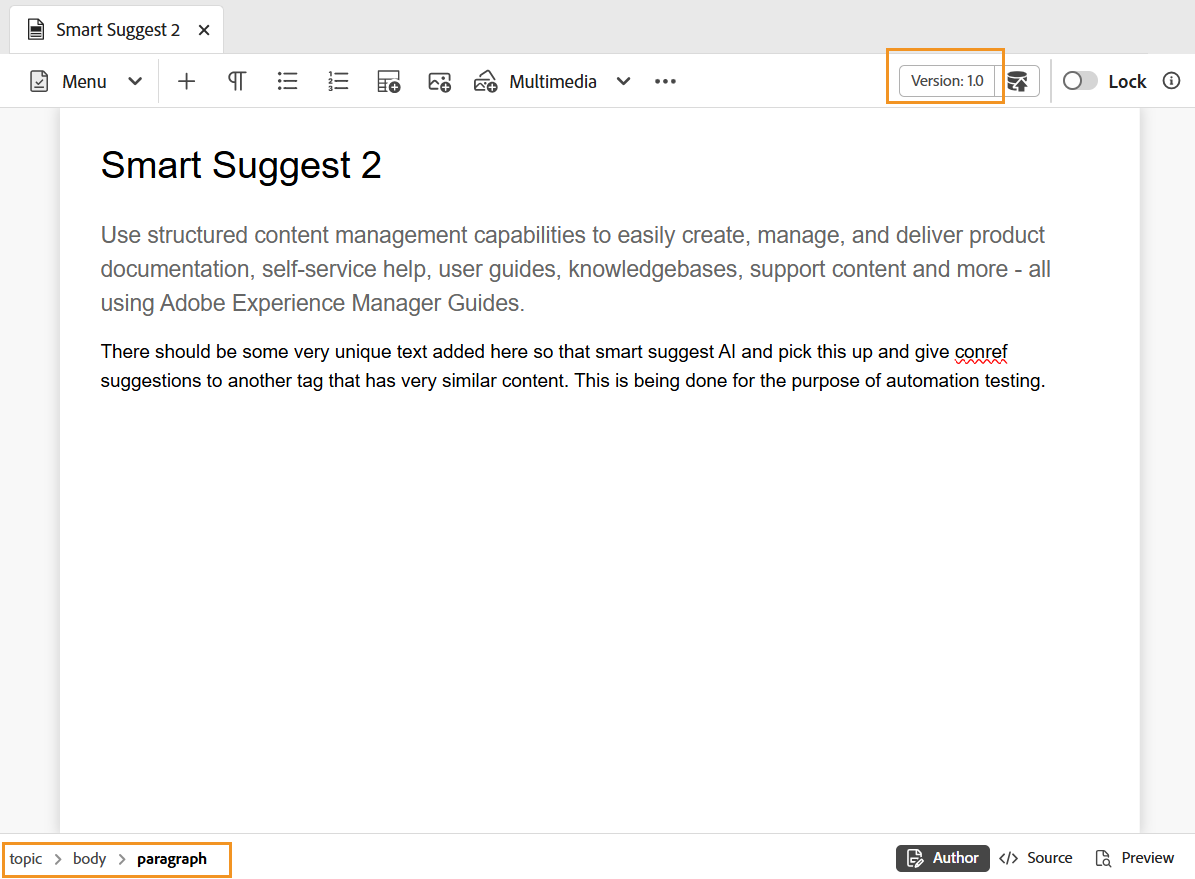 Smart Suggest 2
Menu Multimedia Version: 1.0 Lock
Smart Suggest 2
Use structured content management capabilities to easily create, manage, and deliver product
documentation, self-service help, user guides, knowledgebases, support content and more - all
using Adobe Experience Manager Guides.
There should be some very unique text added here so that smart suggest AI and pick this up and give conref
suggestions to another tag that has very similar content. This is being done for the purpose of automation testing.
topic > body > paragraph Author </> Source Preview